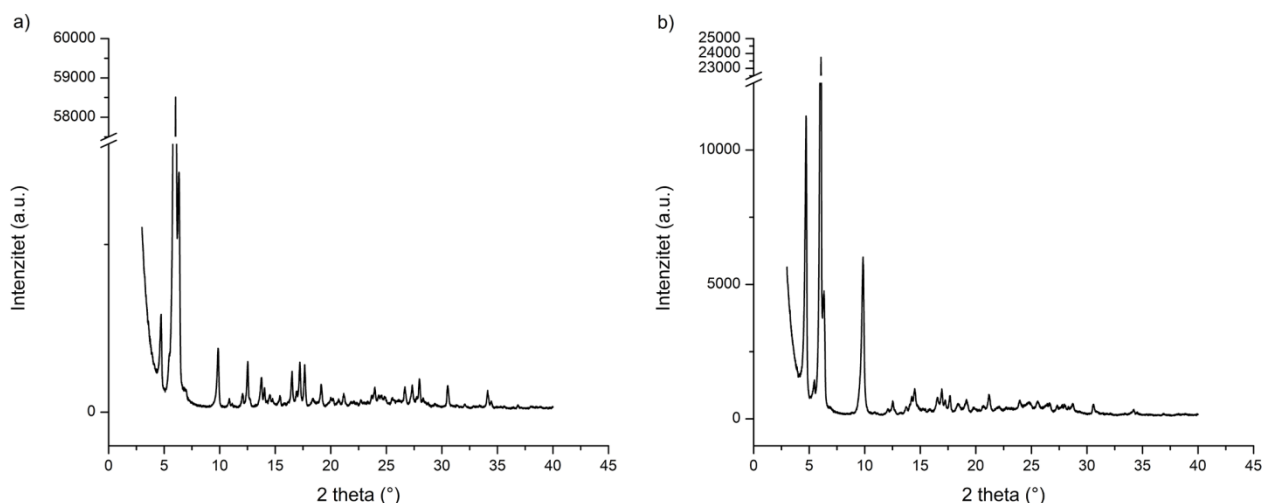 a)
60000
59000
58000
0
Intenzitet (a.u.)
0 5 10 15 20 25 30 35 40 45
2 theta (°)
b)
25000
24000
23000
10000
5000
0
Intenzitet (a.u.)
0 5 10 15 20 25 30 35 40 45
2 theta (°)